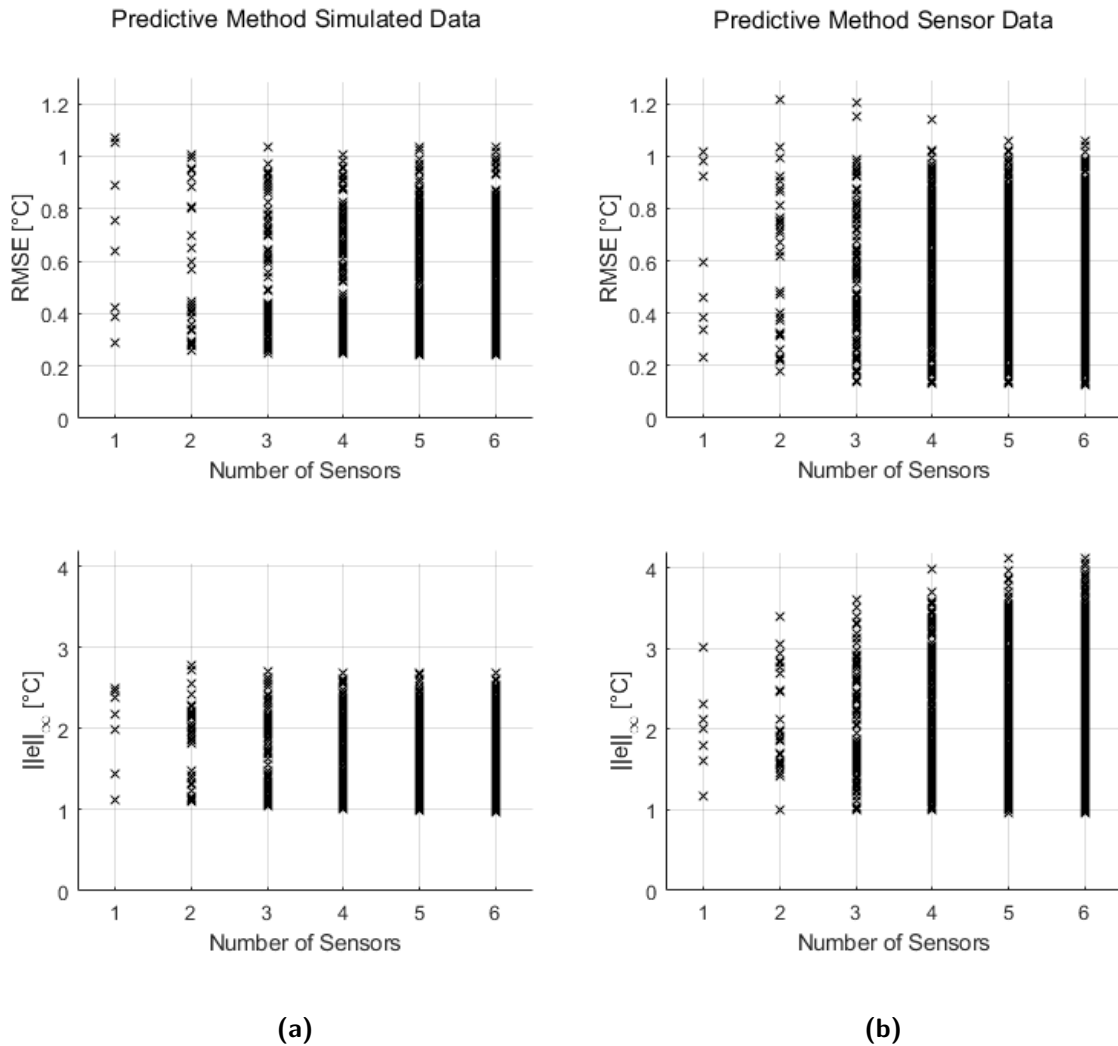 Predictive Method Simulated Data
RMSE [°C]
1.2
1
0.8
0.6
0.4
0.2
0
1 2 3 4 5 6
Number of Sensors
Predictive Method Sensor Data
RMSE [°C]
1.2
1
0.8
0.6
0.4
0.2
0
1 2 3 4 5 6
Number of Sensors
||e||∞ [°C]
4
3
2
1
0
1 2 3 4 5 6
Number of Sensors
||e||∞ [°C]
4
3
2
1
0
1 2 3 4 5 6
Number of Sensors
(a)
(b)